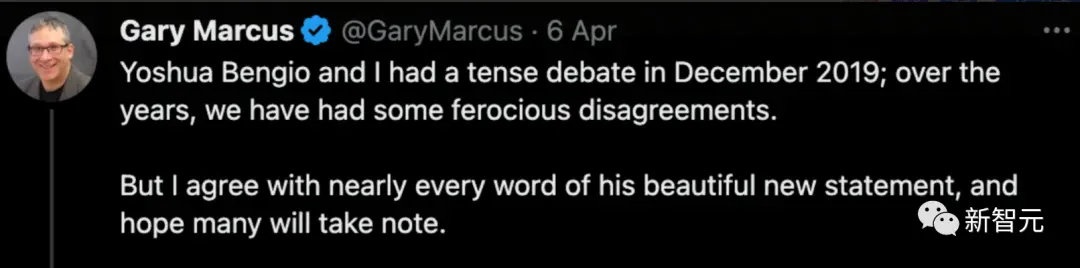 Gary Marcus @GaryMarcus · 6 Apr
Yoshua Bengio and I had a tense debate in December 2019; over the
years, we have had some ferocious disagreements.
But I agree with nearly every word of his beautiful new statement, and
hope many will take note.
新智元